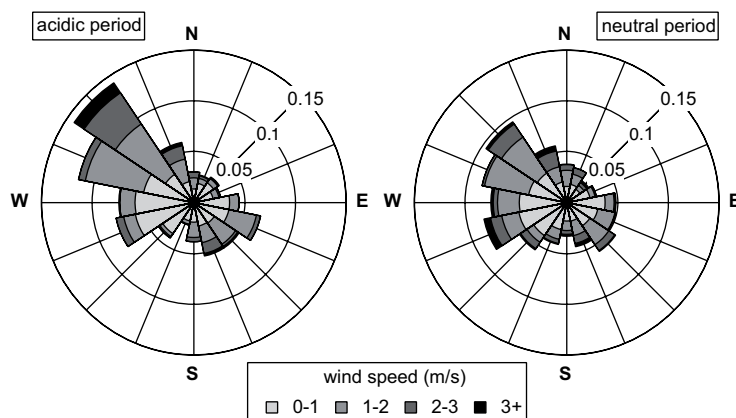 acidic period
N
W
E
S
0.05
0.1
0.15
neutral period
N
W
E
S
0.05
0.1
0.15
wind speed (m/s)
0-1 1-2 2-3 3+